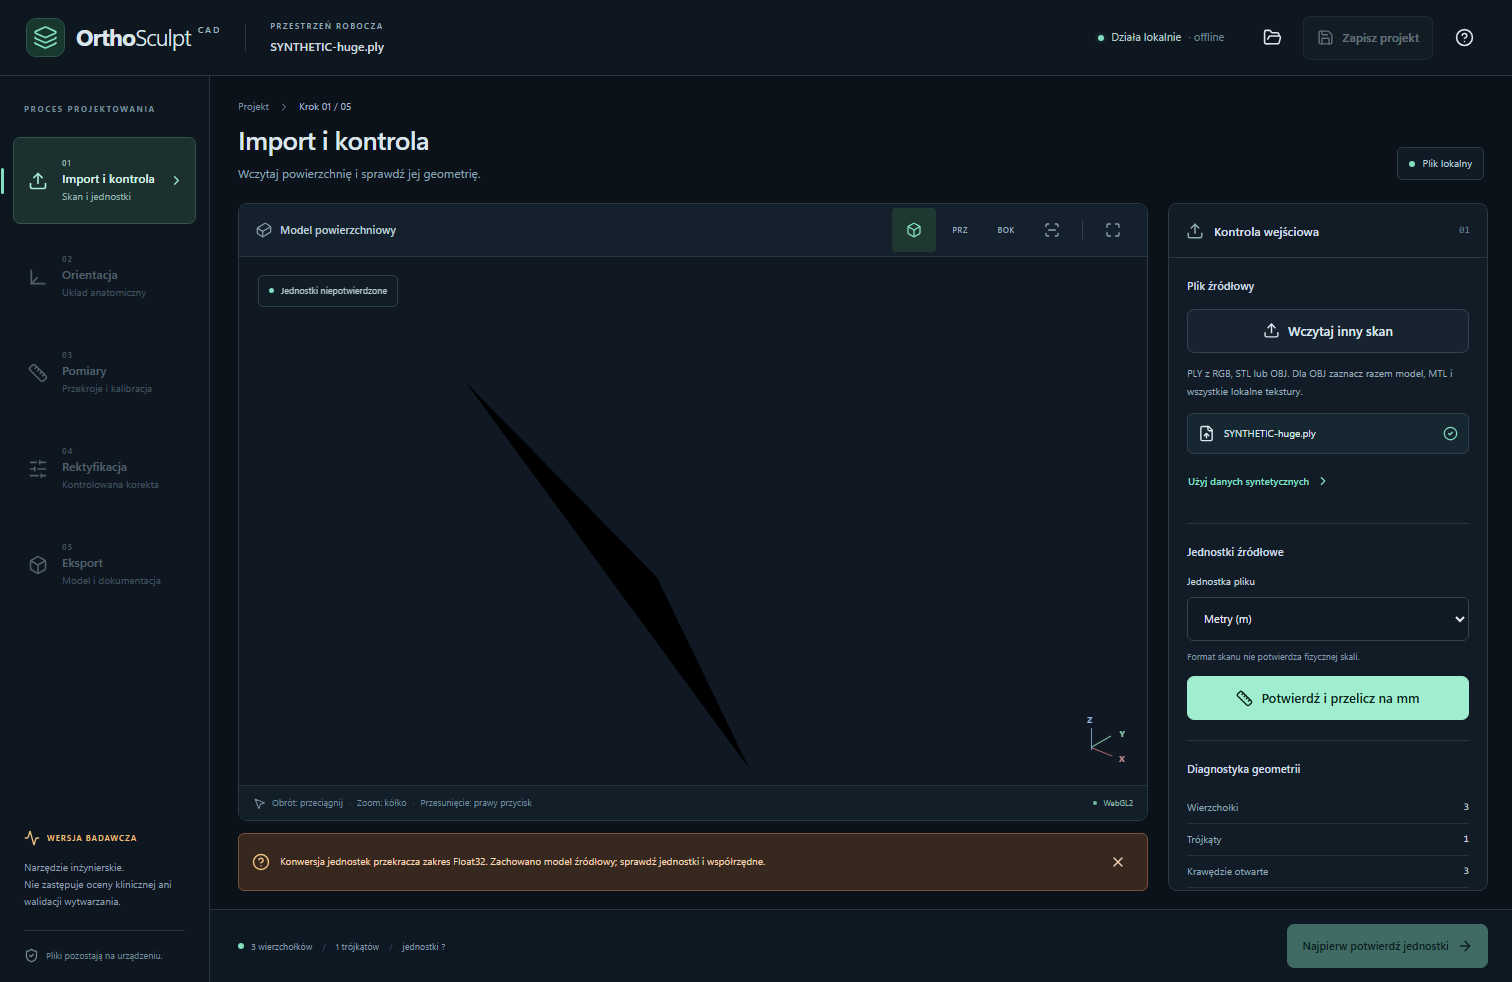 OrthoSculpt CAD
PRZESTRZEŃ ROBOCZA
SYNTHETIC-huge.ply
Działa lokalnie · offline
Zapisz projekt
PROCES PROJEKTOWANIA
01
Import i kontrola
Skan i jednostki
02
Orientacja
Układ anatomiczny
03
Pomiary
Przekroje i kalibracja
04
Rektyfikacja
Kontrolowana korekta
05
Eksport
Model i dokumentacja
WERSJA BADAWCZA
Narzędzie inżynierskie.
Nie zastępuje oceny klinicznej ani
walidacji wytwarzania.
Pliki pozostają na urządzeniu.
Projekt > Krok 01 / 05
Import i kontrola
Wczytaj powierzchnię i sprawdź jej geometrię.
Plik lokalny
Model powierzchniowy
PRZ
BOK
Jednostki niepotwierdzone
Z
Y
X
Obrót: przeciągnij · Zoom: kółko · Przesunięcie: prawy przycisk
WebGL2
Konwersja jednostek przekracza zakres Float32. Zachowano model źródłowy; sprawdź jednostki i współrzędne.
Kontrola wejściowa
01
Plik źródłowy
Wczytaj inny skan
PLY z RGB, STL lub OBJ. Dla OBJ zaznacz razem model, MTL i
wszystkie lokalne tekstury.
SYNTHETIC-huge.ply
Użyj danych syntetycznych
Jednostki źródłowe
Jednostka pliku
Metry (m)
Format skanu nie potwierdza fizycznej skali.
Potwierdź i przelicz na mm
Diagnostyka geometrii
Wierzchołki 3
Trójkąty 1
Krawędzie otwarte 3
3 wierzchołków / 1 trójkątów / jednostki ?
Najpierw potwierdź jednostki